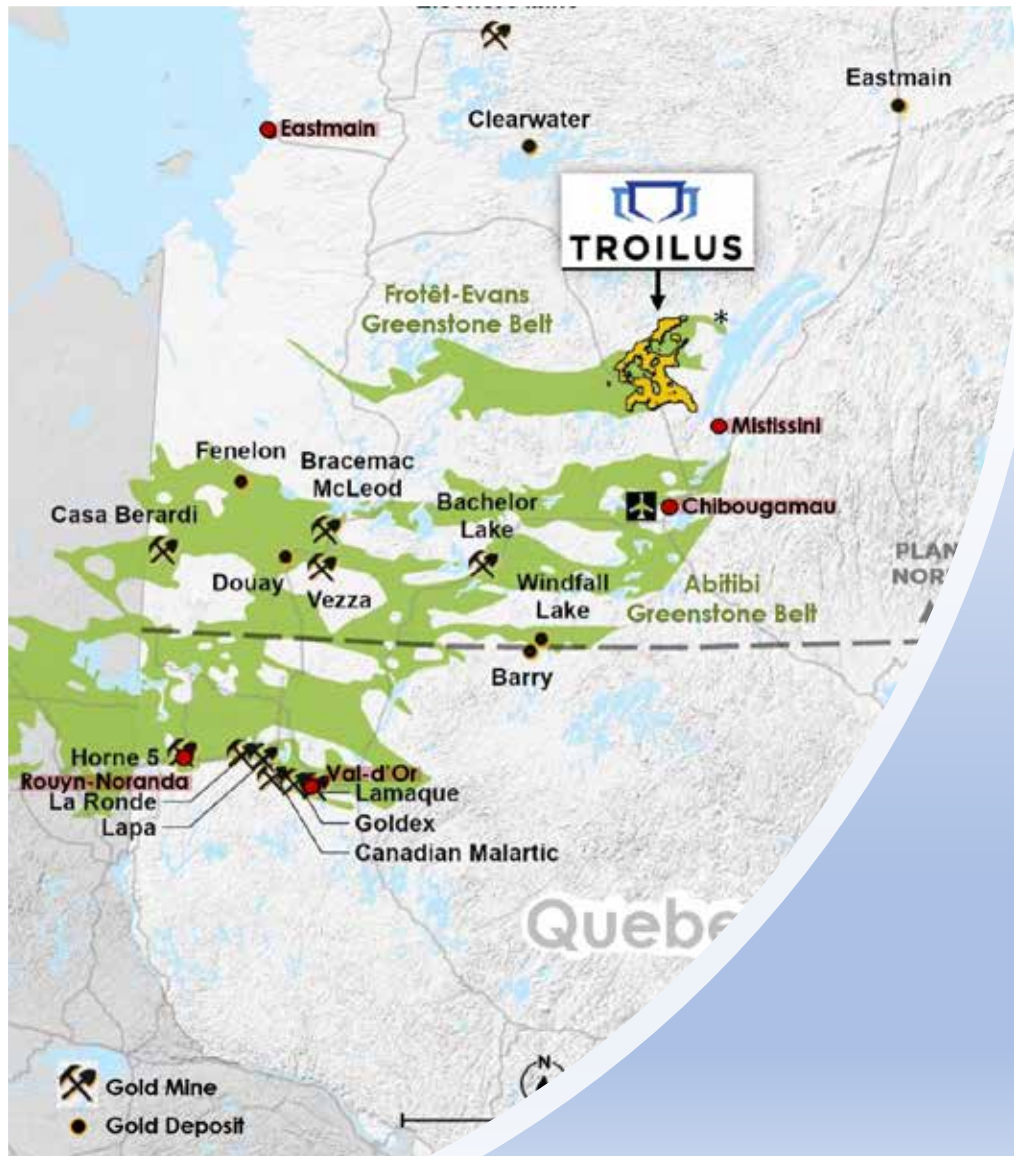 Eastmain
Eastmain
Clearwater
TROILUS
Frotêt-Evans
Greenstone Belt
*
Mistissini
Fenelon
Bracemac
McLeod
Bachelor
Lake
Casa Berardi
Chibougamau
PLAN
NOR
Douay
Vezza
Windfall
Lake
Abitibi
Greenstone Belt
Barry
Horne 5
Rouyn-Noranda
Val-d'Or
La Ronde
Lamaque
Lapa
Goldex
Canadian Malartic
Quebe
N
Gold Mine
Gold Deposit